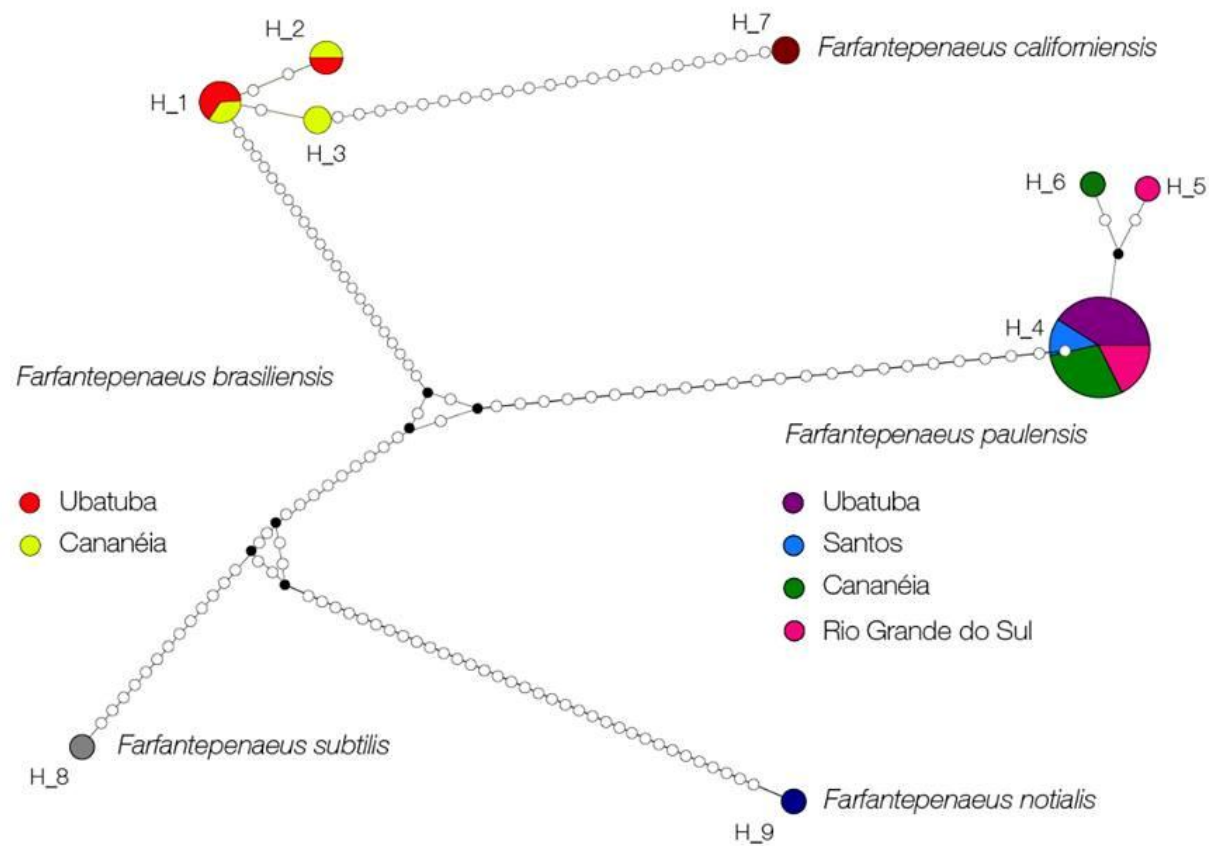 H_2
H_7
Farfantepenaeus californiensis
H_1
H_3
H_6
H_5
H_4
Farfantepenaeus brasiliensis
Farfantepenaeus paulensis
Ubatuba
Cananéia
Ubatuba
Santos
Cananéia
Rio Grande do Sul
Farfantepenaeus subtilis
H_8
Farfantepenaeus notialis
H_9